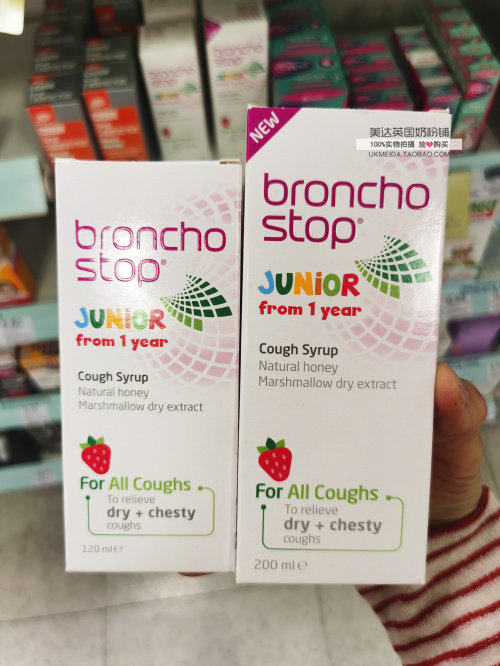 美达英国奶粉铺
100%实物拍摄 放❤购买
UKMEIDA.TAOBAO.COM
broncho
stop®
JUNIOR
from 1 year
Cough Syrup
Natural honey
Marshmallow dry extract
For All Coughs
To relieve
dry + chesty
coughs
120 ml e
NEW
broncho
stop®
JUNIOR
from 1 year
Cough Syrup
Natural honey
Marshmallow dry extract
For All Coughs
To relieve
dry + chesty
coughs
200 ml e